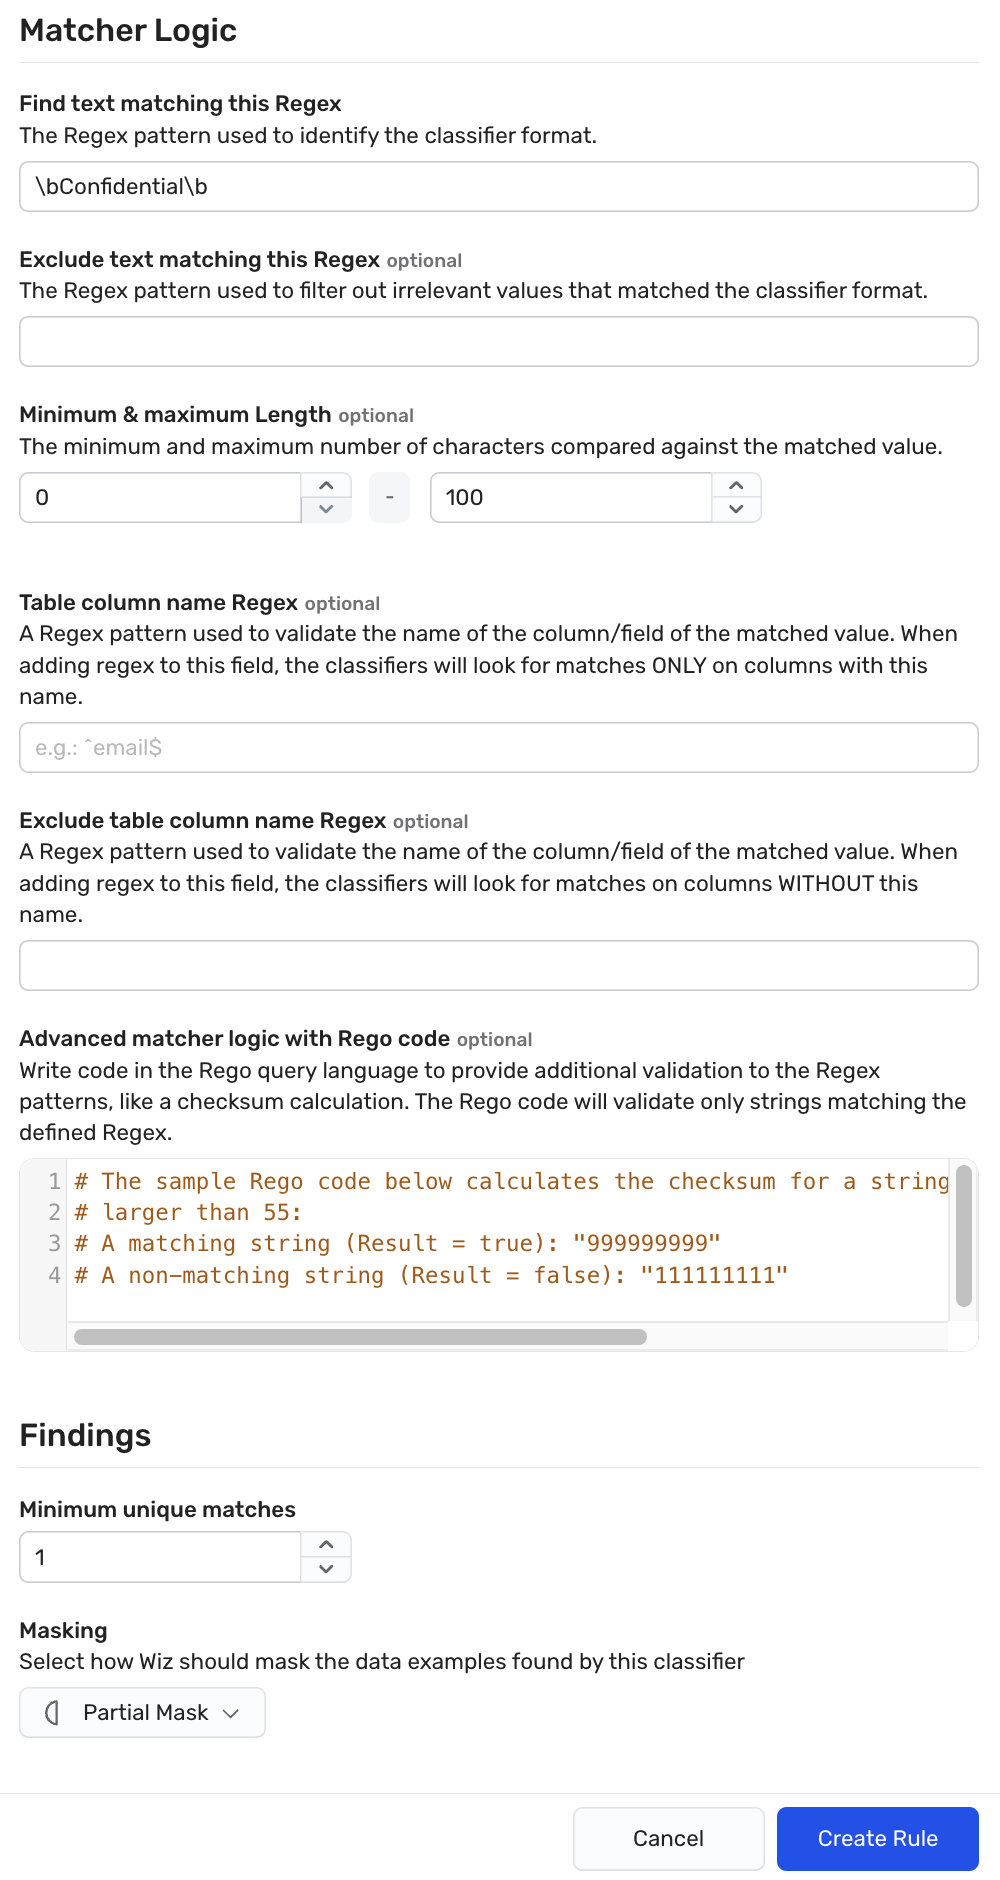 Matcher Logic
Find text matching this Regex
The Regex pattern used to identify the classifier format.
\bConfidential\b
Exclude text matching this Regex optional
The Regex pattern used to filter out irrelevant values that matched the classifier format.
Minimum & maximum Length optional
The minimum and maximum number of characters compared against the matched value.
0 - 100
Table column name Regex optional
A Regex pattern used to validate the name of the column/field of the matched value. When
adding regex to this field, the classifiers will look for matches ONLY on columns with this
name.
e.g.: ^email$
Exclude table column name Regex optional
A Regex pattern used to validate the name of the column/field of the matched value. When
adding regex to this field, the classifiers will look for matches on columns WITHOUT this
name.
Advanced matcher logic with Rego code optional
Write code in the Rego query language to provide additional validation to the Regex
patterns, like a checksum calculation. The Rego code will validate only strings matching the
defined Regex.
1 # The sample Rego code below calculates the checksum for a string
2 # larger than 55:
3 # A matching string (Result = true): "999999999"
4 # A non-matching string (Result = false): "111111111"
Findings
Minimum unique matches
1
Masking
Select how Wiz should mask the data examples found by this classifier
Partial Mask
Cancel Create Rule